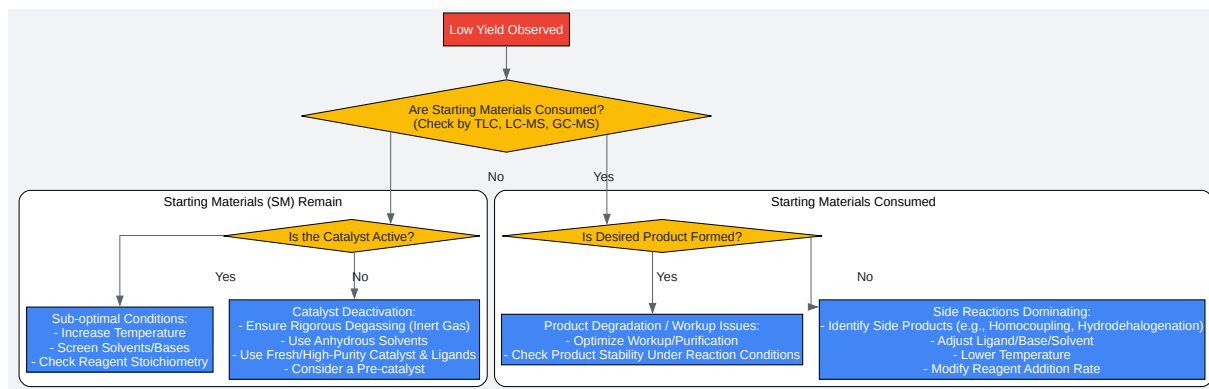 Low Yield Observed
Are Starting Materials Consumed?
(Check by TLC, LC-MS, GC-MS)
No
Yes
Starting Materials (SM) Remain
Starting Materials Consumed
Is the Catalyst Active?
Is Desired Product Formed?
Yes
No
Yes
No
Sub-optimal Conditions:
- Increase Temperature
- Screen Solvents/Bases
- Check Reagent Stoichiometry
Catalyst Deactivation:
- Ensure Rigorous Degassing (Inert Gas)
- Use Anhydrous Solvents
- Use Fresh/High-Purity Catalyst & Ligands
- Consider a Pre-catalyst
Product Degradation / Workup Issues:
- Optimize Workup/Purification
- Check Product Stability Under Reaction Conditions
Side Reactions Dominating:
- Identify Side Products (e.g., Homocoupling, Hydrodehalogenation)
- Adjust Ligand/Base/Solvent
- Lower Temperature
- Modify Reagent Addition Rate